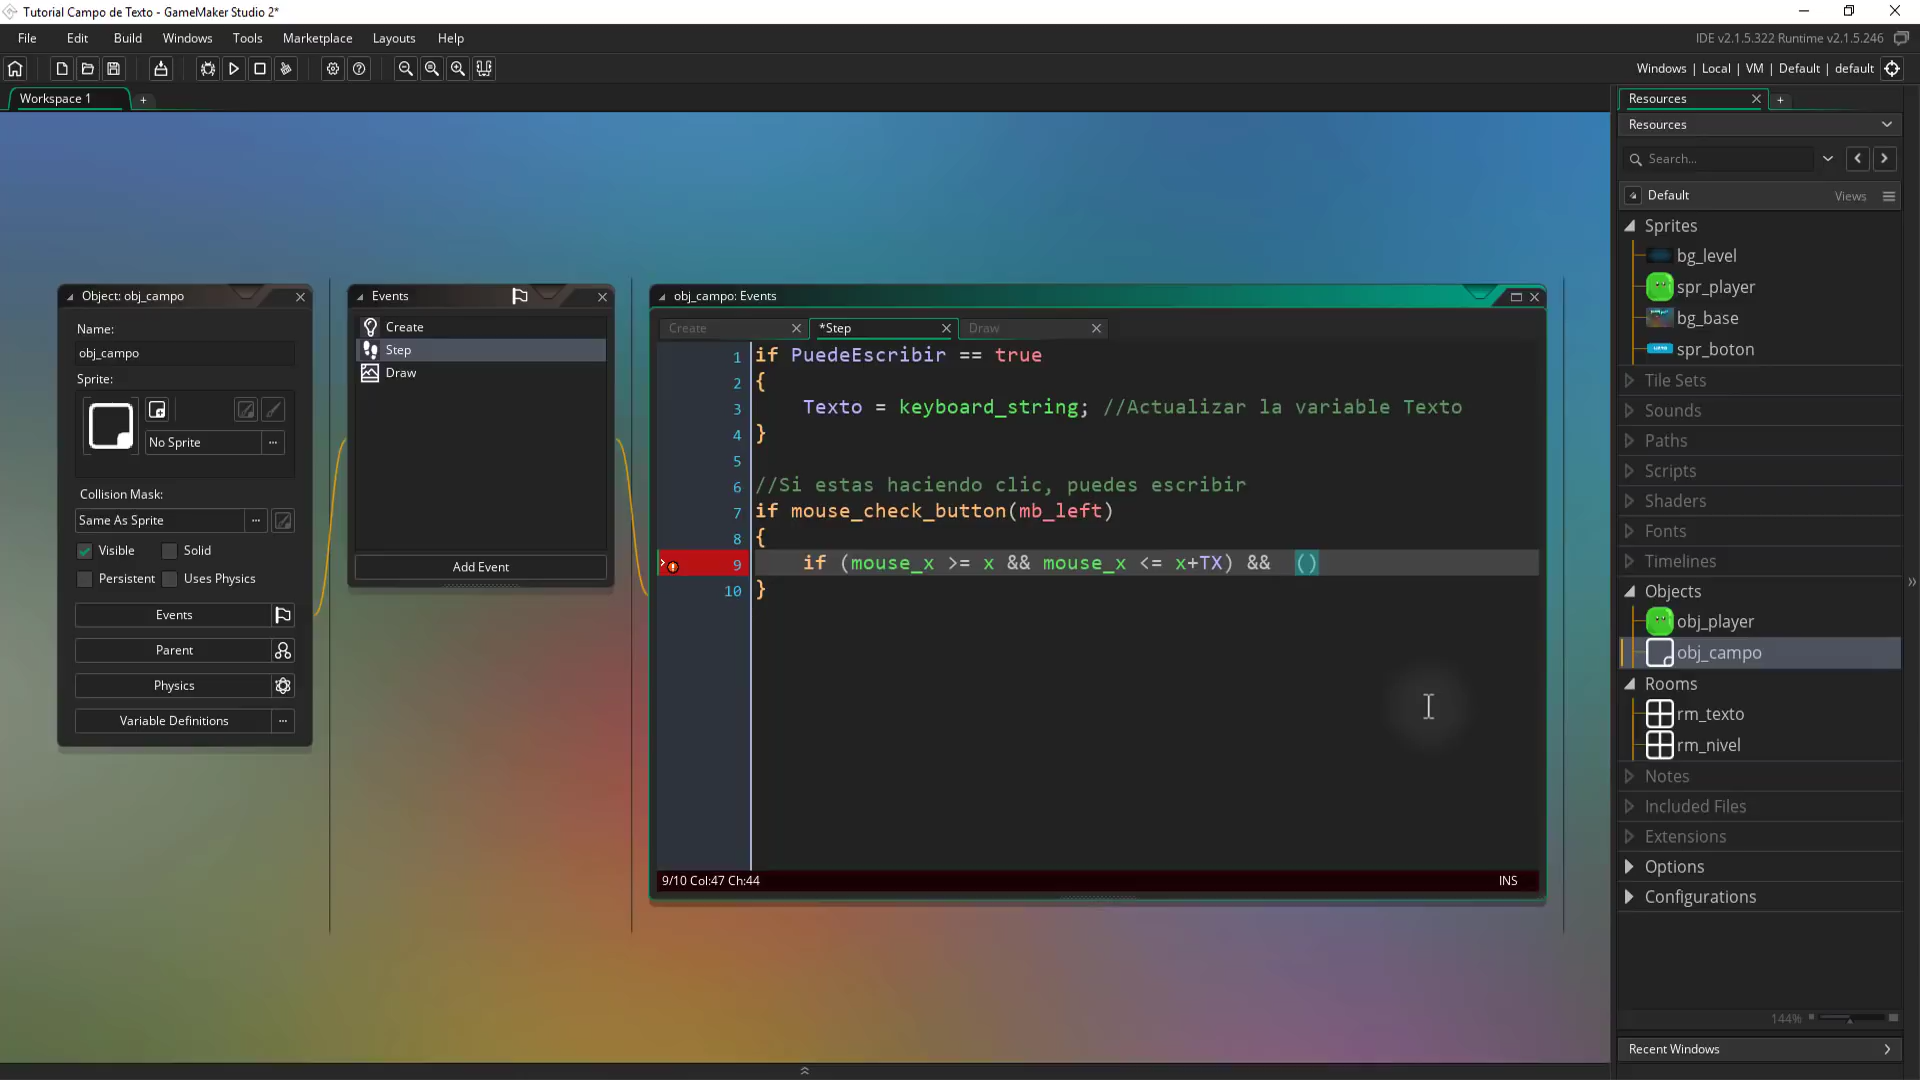 Tutorial Campo de Texto - GameMaker Studio 2*
File Edit Build Windows Tools Marketplace Layouts Help
IDE v2.1.5.322 Runtime v2.1.5.246
Windows | Local | VM | Default | default
Workspace 1
+
Resources
+
Resources
Search...
Default
Views
Sprites
bg_level
spr_player
bg_base
spr_boton
Tile Sets
Sounds
Paths
Scripts
Shaders
Fonts
Timelines
Objects
obj_player
obj_campo
Rooms
rm_texto
rm_nivel
Notes
Included Files
Extensions
Options
Configurations
144%
Recent Windows
Object: obj_campo
Name:
obj_campo
Sprite:
No Sprite
...
Collision Mask:
Same As Sprite
...
Visible
Solid
Persistent
Uses Physics
Events
Parent
Physics
Variable Definitions
...
Events
Create
Step
Draw
Add Event
obj_campo: Events
Create
*Step
Draw
1 if PuedeEscribir == true
2 {
3 Texto = keyboard_string; //Actualizar la variable Texto
4 }
5
6 //Si estas haciendo clic, puedes escribir
7 if mouse_check_button(mb_left)
8 {
9 if (mouse_x >= x && mouse_x <= x+TX) && ()
10 }
9/10 Col:47 Ch:44
INS